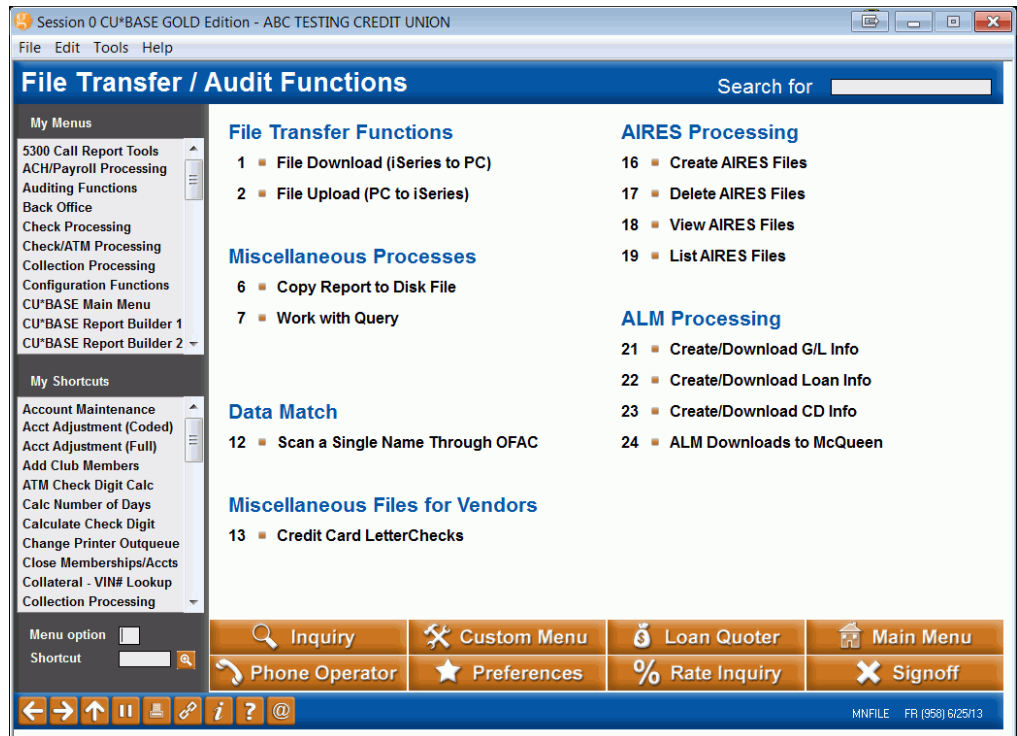 Session 0 CU*BASE GOLD Edition - ABC TESTING CREDIT UNION
File Edit Tools Help
File Transfer / Audit Functions
Search for
My Menus
5300 Call Report Tools
ACH/Payroll Processing
Auditing Functions
Back Office
Check Processing
Check/ATM Processing
Collection Processing
Configuration Functions
CU*BASE Main Menu
CU*BASE Report Builder 1
CU*BASE Report Builder 2
My Shortcuts
Account Maintenance
Acct Adjustment (Coded)
Acct Adjustment (Full)
Add Club Members
ATM Check Digit Calc
Calc Number of Days
Calculate Check Digit
Change Printer Outqueue
Close Memberships/Accts
Collateral - VIN# Lookup
Collection Processing
Menu option
Shortcut
File Transfer Functions
1 File Download (iSeries to PC)
2 File Upload (PC to iSeries)
Miscellaneous Processes
6 Copy Report to Disk File
7 Work with Query
Data Match
12 Scan a Single Name Through OFAC
Miscellaneous Files for Vendors
13 Credit Card LetterChecks
AIRES Processing
16 Create AIRES Files
17 Delete AIRES Files
18 View AIRES Files
19 List AIRES Files
ALM Processing
21 Create/Download G/L Info
22 Create/Download Loan Info
23 Create/Download CD Info
24 ALM Downloads to McQueen
Inquiry
Custom Menu
Loan Quoter
Main Menu
Phone Operator
Preferences
% Rate Inquiry
Signoff
i ? @
MNFILE FR (958) 6/25/13